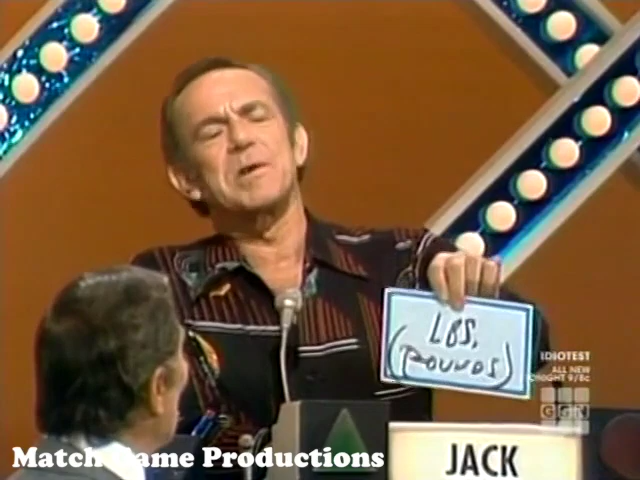 LBS.
(POUNDS)
IDIOTEST
ALL NEW
TONIGHT 9/8c
GSN
JACK
Match Game Productions